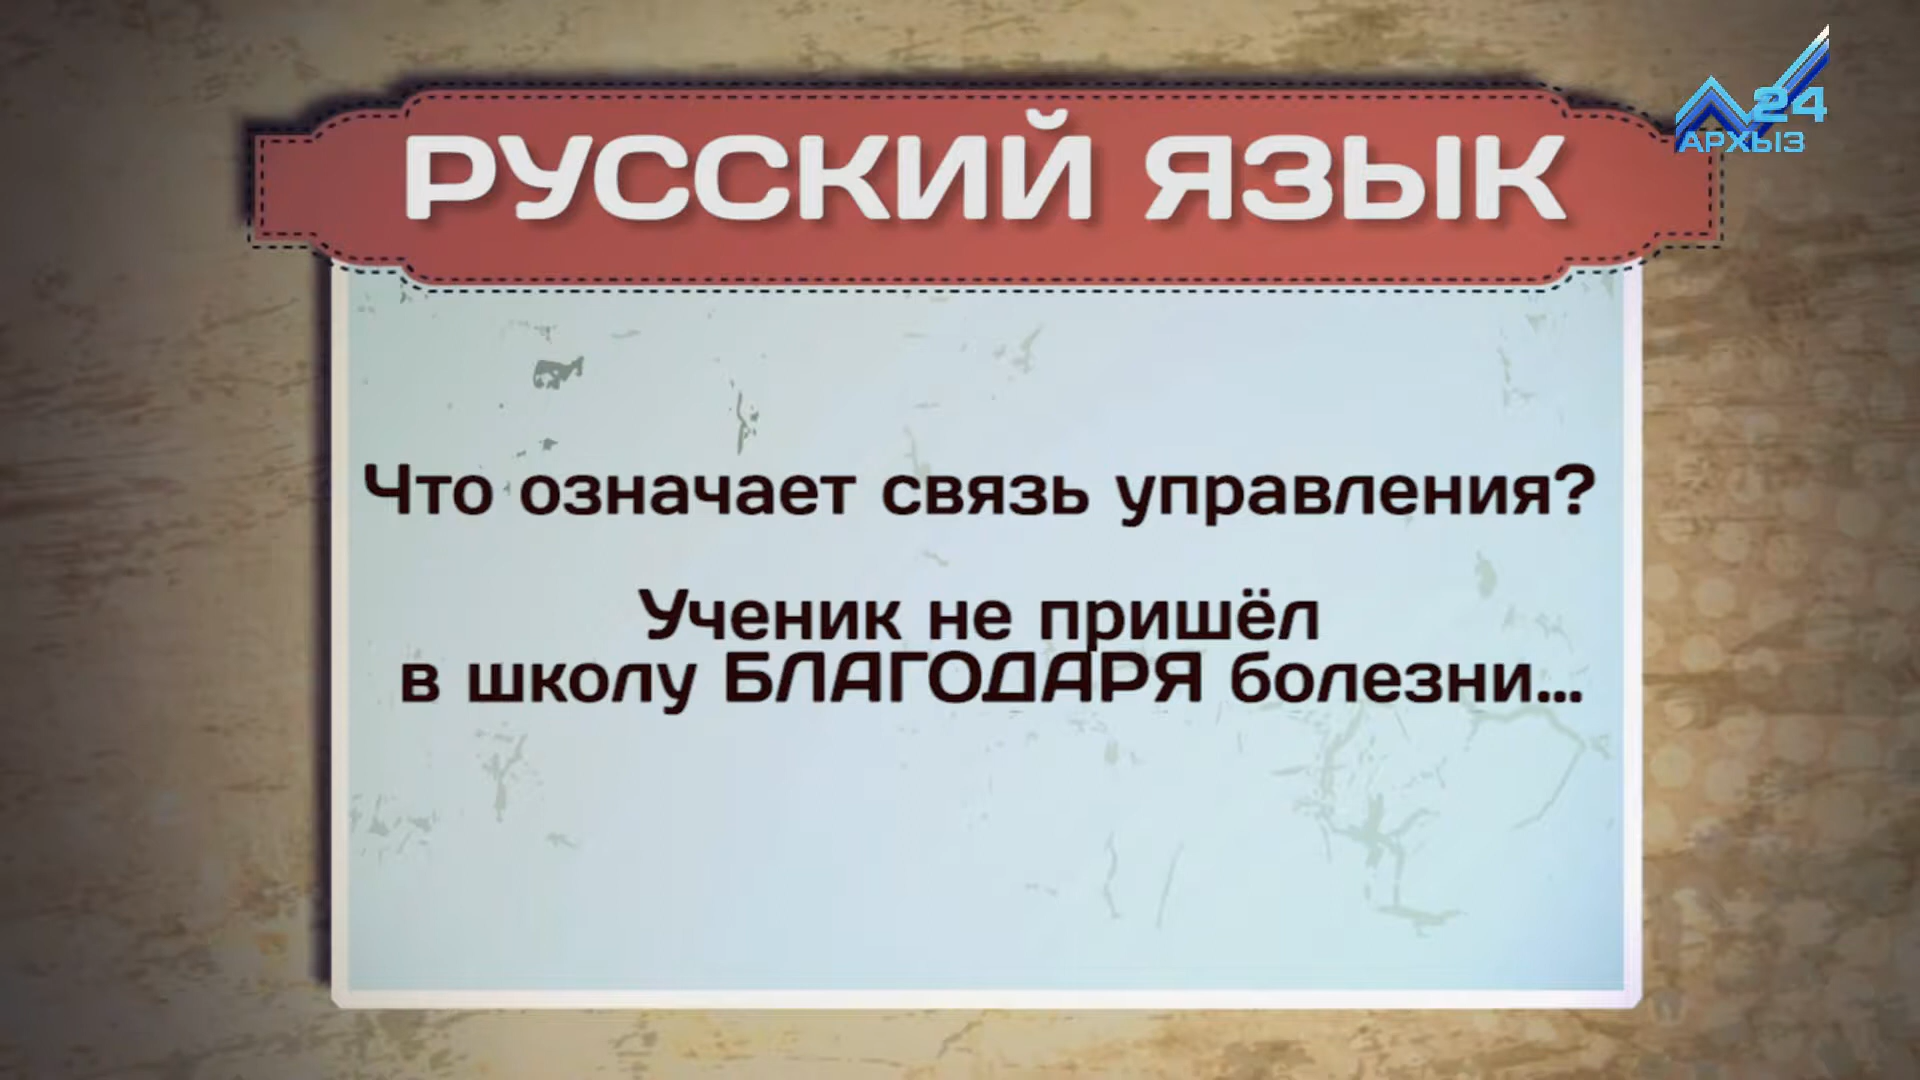 РУССКИЙ ЯЗЫК
24
АРХЫЗ
Что означает связь управления?
Ученик не пришёл
в школу БЛАГОДАРЯ болезни...